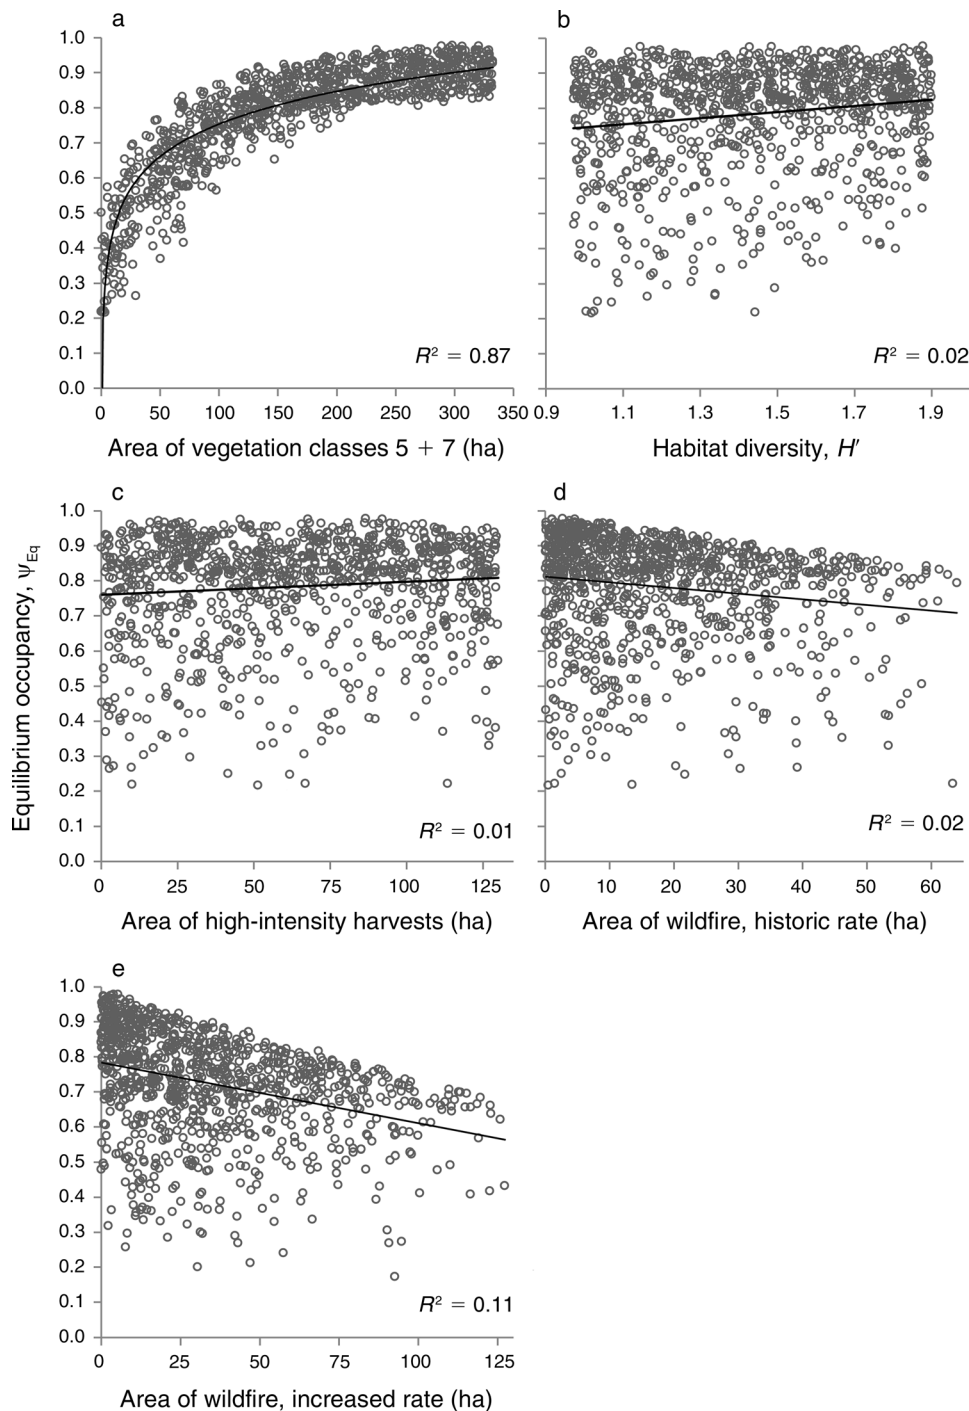 a
1.0
0.9
0.8
0.7
0.6
0.5
0.4
0.3
0.2
0.1
0.0
R² = 0.87
0 50 100 150 200 250 300 350
Area of vegetation classes 5 + 7 (ha)
b
R² = 0.02
0.9 1.1 1.3 1.5 1.7 1.9
Habitat diversity, H′
Equilibrium occupancy, ψEq
c
1.0
0.9
0.8
0.7
0.6
0.5
0.4
0.3
0.2
0.1
0.0
R² = 0.01
0 25 50 75 100 125
Area of high-intensity harvests (ha)
d
R² = 0.02
0 10 20 30 40 50 60
Area of wildfire, historic rate (ha)
e
1.0
0.9
0.8
0.7
0.6
0.5
0.4
0.3
0.2
0.1
0.0
R² = 0.11
0 25 50 75 100 125
Area of wildfire, increased rate (ha)